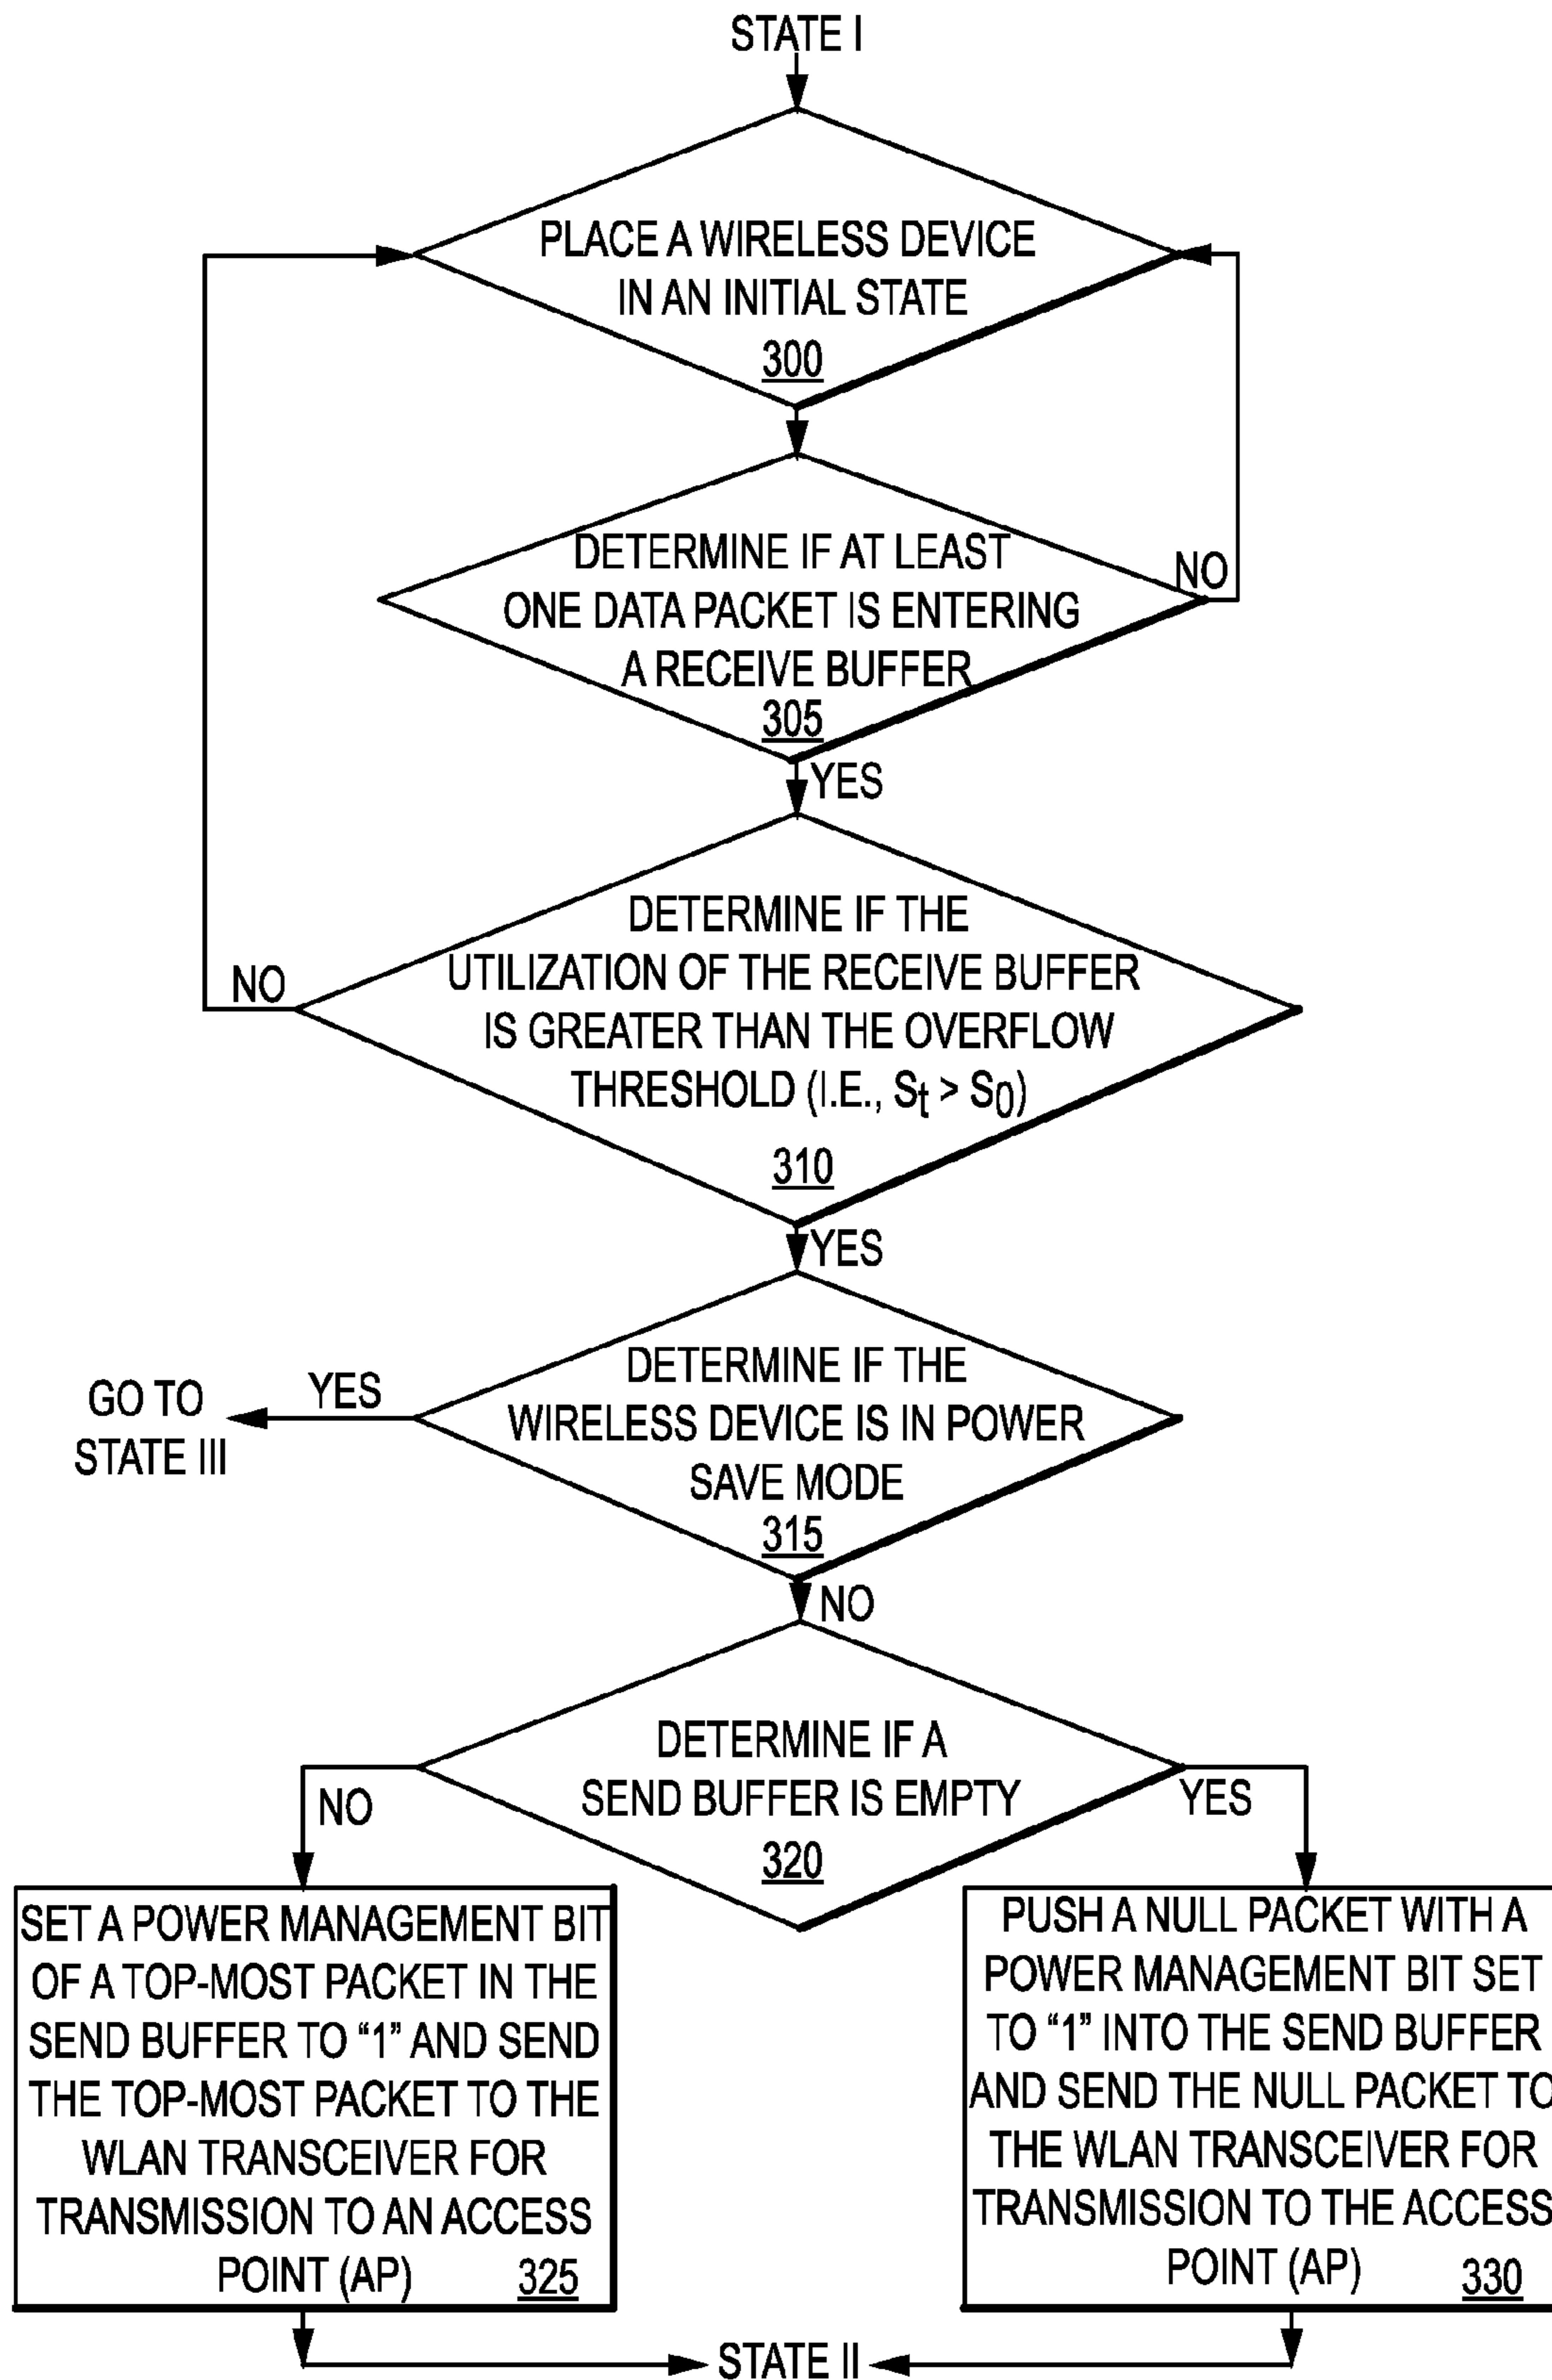 STATE I
PLACE A WIRELESS DEVICE
IN AN INITIAL STATE
300
DETERMINE IF AT LEAST
ONE DATA PACKET IS ENTERING
A RECEIVE BUFFER
305
NO
YES
DETERMINE IF THE
UTILIZATION OF THE RECEIVE BUFFER
IS GREATER THAN THE OVERFLOW
THRESHOLD (I.E., St > S0)
310
NO
YES
DETERMINE IF THE
WIRELESS DEVICE IS IN POWER
SAVE MODE
315
YES
GO TO
STATE III
NO
DETERMINE IF A
SEND BUFFER IS EMPTY
320
NO
YES
SET A POWER MANAGEMENT BIT
OF A TOP-MOST PACKET IN THE
SEND BUFFER TO “1” AND SEND
THE TOP-MOST PACKET TO THE
WLAN TRANSCEIVER FOR
TRANSMISSION TO AN ACCESS
POINT (AP) 325
PUSH A NULL PACKET WITH A
POWER MANAGEMENT BIT SET
TO “1” INTO THE SEND BUFFER
AND SEND THE NULL PACKET TO
THE WLAN TRANSCEIVER FOR
TRANSMISSION TO THE ACCESS
POINT (AP) 330
STATE II